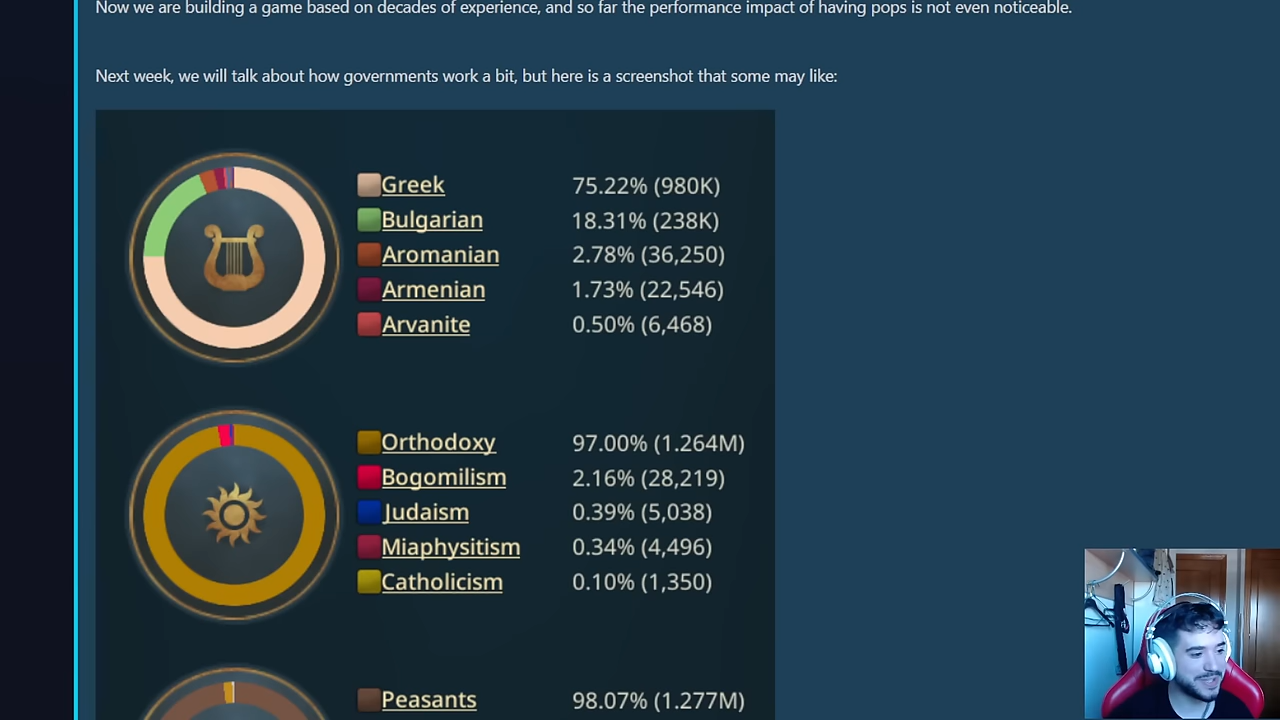 Now we are building a game based on decades of experience, and so far the performance impact of having pops is not even noticeable.
Next week, we will talk about how governments work a bit, but here is a screenshot that some may like:
Greek 75.22% (980K)
Bulgarian 18.31% (238K)
Aromanian 2.78% (36,250)
Armenian 1.73% (22,546)
Arvanite 0.50% (6,468)
Orthodoxy 97.00% (1.264M)
Bogomilism 2.16% (28,219)
Judaism 0.39% (5,038)
Miaphysitism 0.34% (4,496)
Catholicism 0.10% (1,350)
Peasants 98.07% (1.277M)